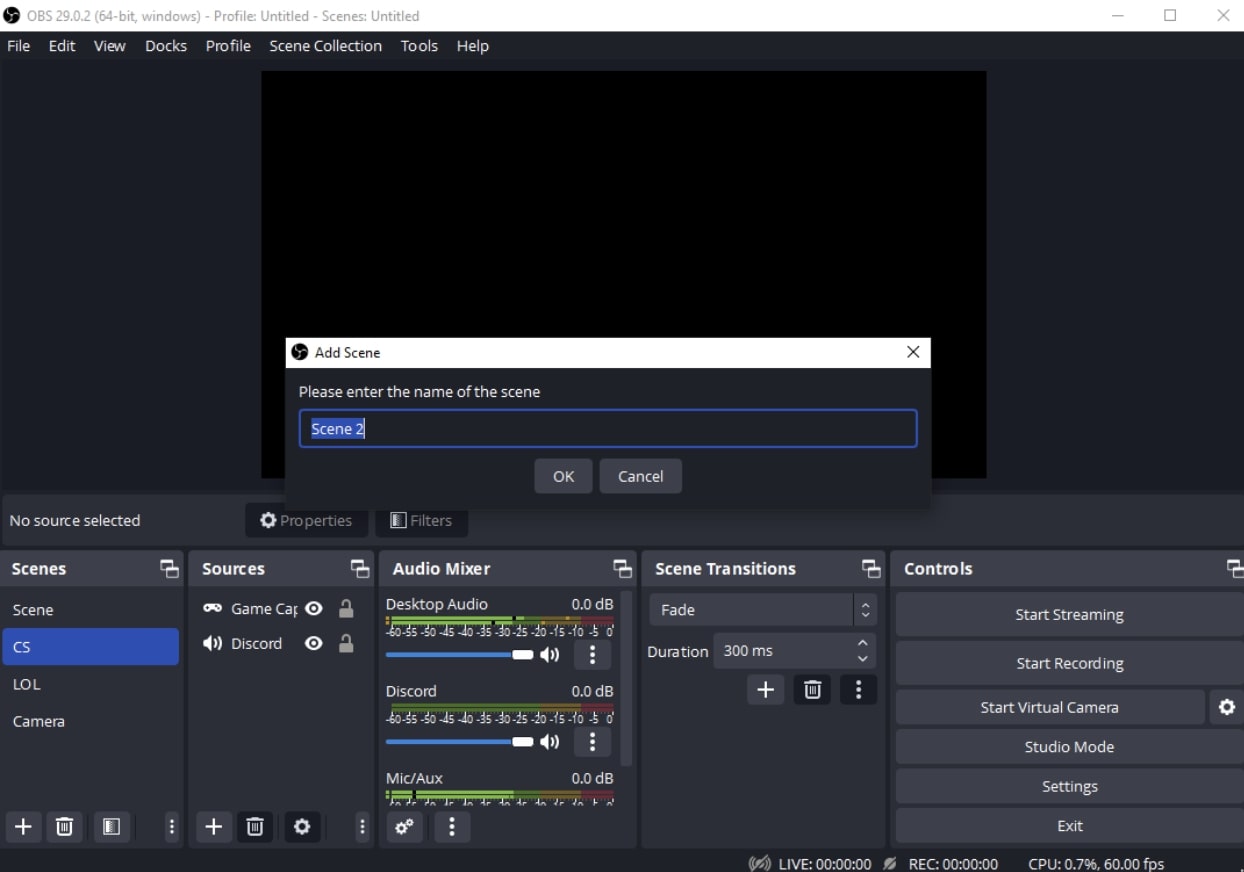 OBS 29.0.2 (64-bit, windows) - Profile: Untitled - Scenes: Untitled
File Edit View Docks Profile Scene Collection Tools Help
Add Scene
Please enter the name of the scene
Scene 2
OK Cancel
No source selected Properties Filters
Scenes
Scene
CS
LOL
Camera
Sources
Game Cap
Discord
Audio Mixer
Desktop Audio 0.0 dB
-60 -55 -50 -45 -40 -35 -30 -25 -20 -15 -10 -5 0
Discord 0.0 dB
-60 -55 -50 -45 -40 -35 -30 -25 -20 -15 -10 -5 0
Mic/Aux 0.0 dB
Scene Transitions
Fade
Duration 300 ms
Controls
Start Streaming
Start Recording
Start Virtual Camera
Studio Mode
Settings
Exit
LIVE: 00:00:00 REC: 00:00:00 CPU: 0.7%, 60.00 fps